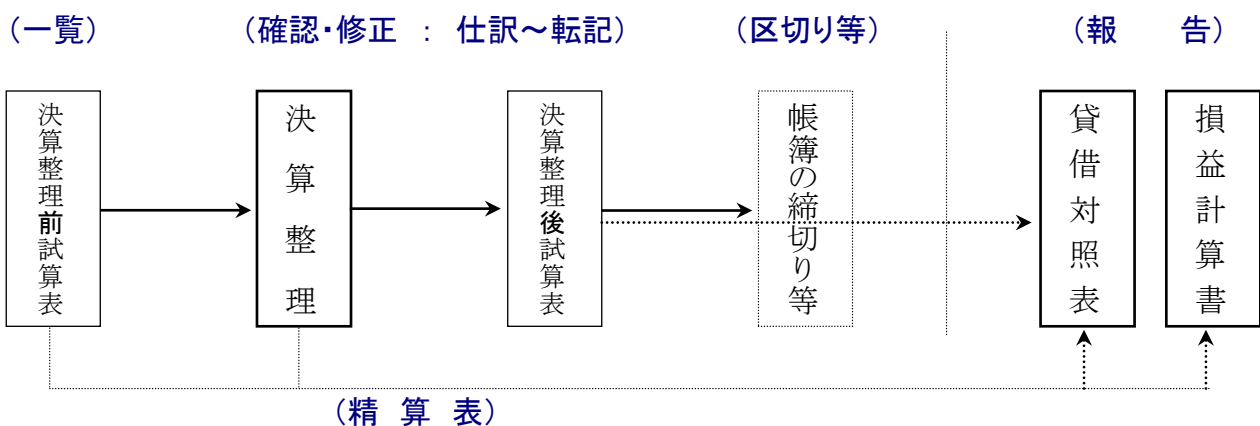 （一覧）
（確認・修正 ： 仕訳～転記）
（区切り等）
（報 告）
決算整理前試算表
決算整理
決算整理後試算表
帳簿の締切り等
貸借対照表
損益計算書
（精 算 表）